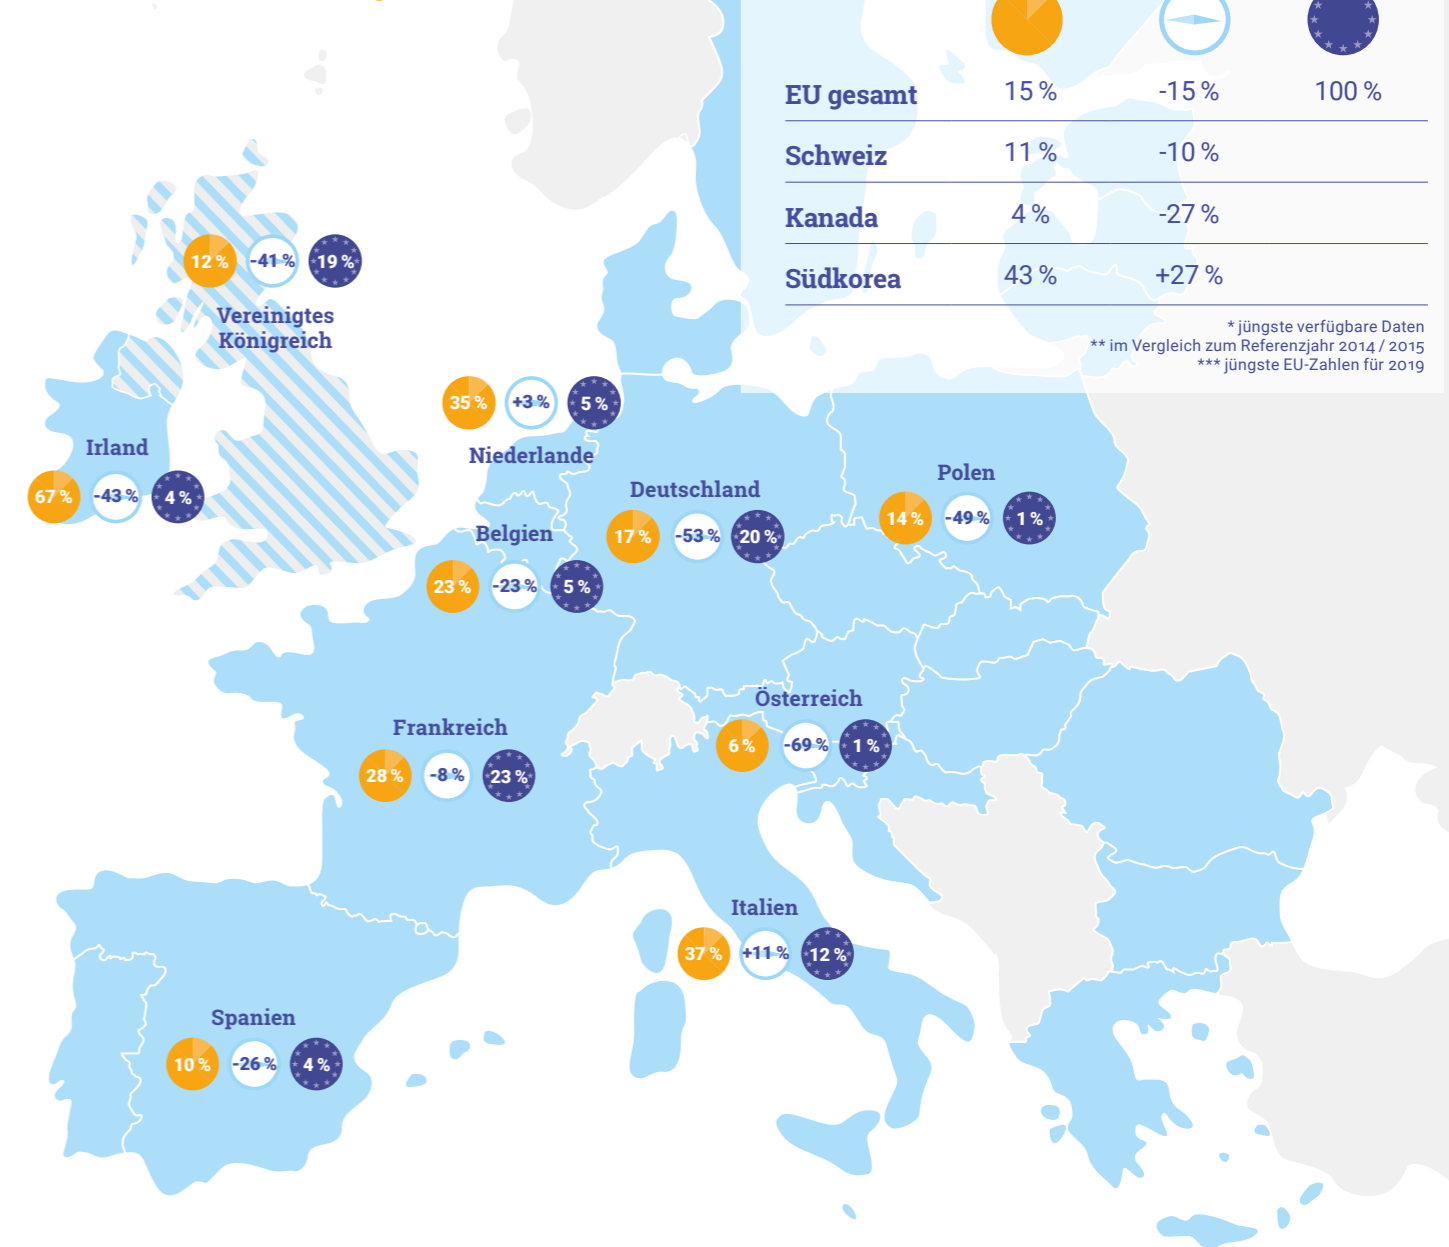 EU gesamt 15 % -15 % 100 %
Schweiz 11 % -10 %
Kanada 4 % -27 %
Südkorea 43 % +27 %
* jüngste verfügbare Daten
** im Vergleich zum Referenzjahr 2014 / 2015
*** jüngste EU-Zahlen für 2019
12 % -41 % 19 %
Vereinigtes
Königreich
35 % +3 % 5 %
Niederlande
Irland
67 % -43 % 4 %
Deutschland
17 % -53 % 20 %
Polen
14 % -49 % 1 %
Belgien
23 % -23 % 5 %
Österreich
6 % -69 % 1 %
Frankreich
28 % -8 % 23 %
Italien
37 % +11 % 12 %
Spanien
10 % -26 % 4 %